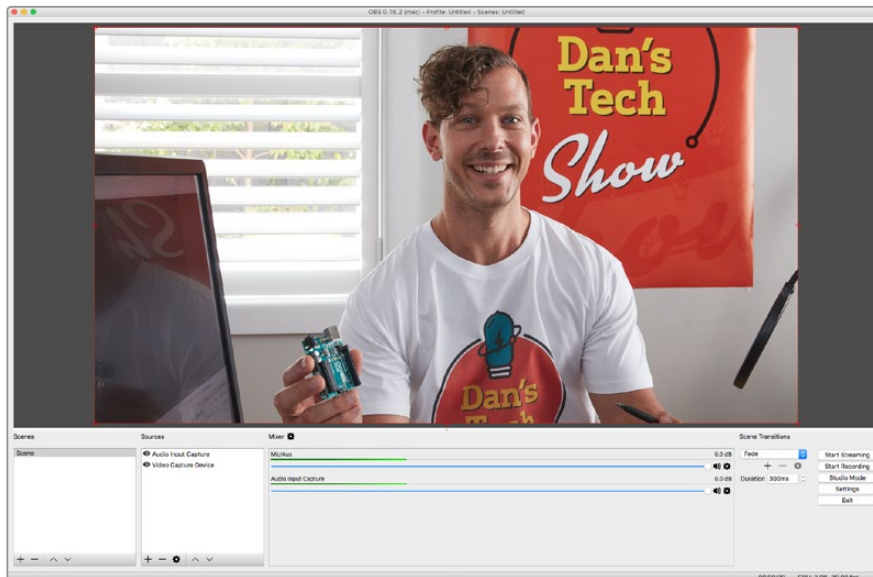 OBS 0.16.2 (mac) - Profile: Untitled - Scenes: Untitled
Dan's
Tech
Show
Dan's
Scenes
Sources
Mixer
Scene Transitions
Scene
Audio Input Capture
Video Capture Device
Mic/Aux
0.0 dB
Audio Input Capture
0.0 dB
Fade
Duration 300ms
Start Streaming
Start Recording
Studio Mode
Settings
Exit